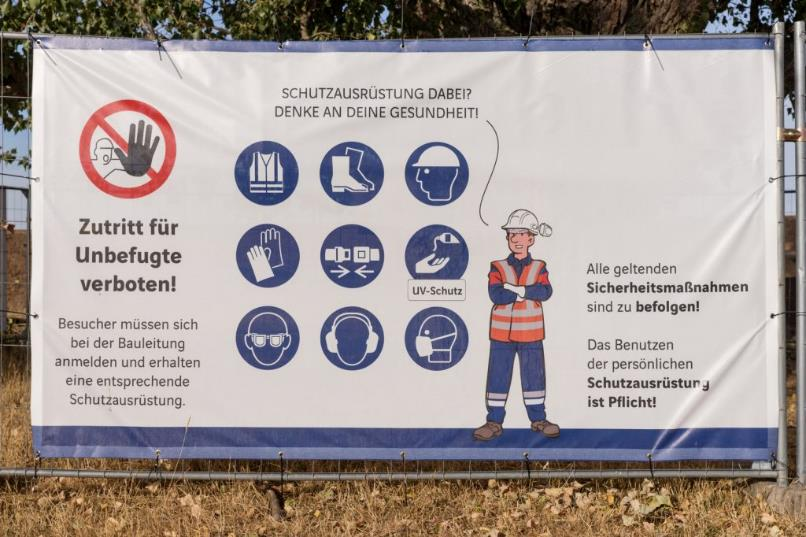 SCHUTZAUSRÜSTUNG DABEI?
DENKE AN DEINE GESUNDHEIT!
Zutritt für
Unbefugte
verboten!
Besucher müssen sich
bei der Bauleitung
anmelden und erhalten
eine entsprechende
Schutzausrüstung.
UV-Schutz
Alle geltenden
Sicherheitsmaßnahmen
sind zu befolgen!
Das Benutzen
der persönlichen
Schutzausrüstung
ist Pflicht!